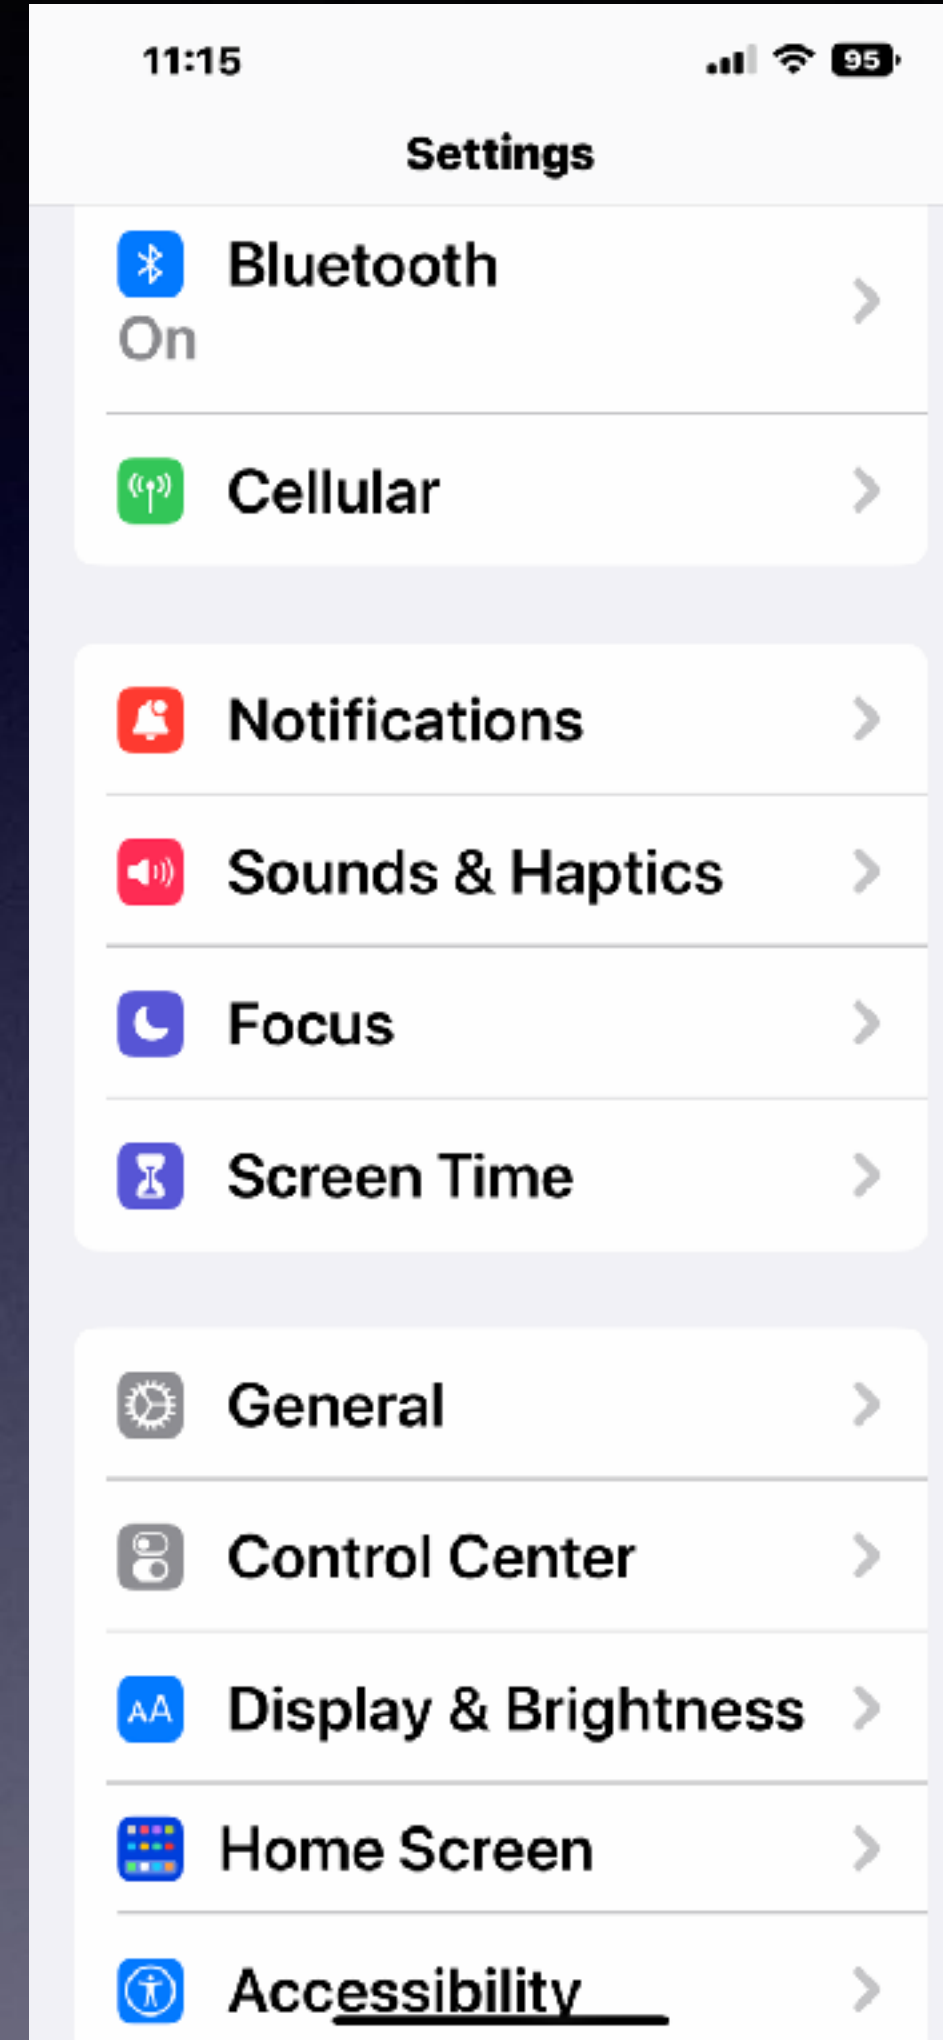 11:15
95
Settings
Bluetooth
On
Cellular
Notifications
Sounds & Haptics
Focus
Screen Time
General
Control Center
AA Display & Brightness
Home Screen
Accessibility